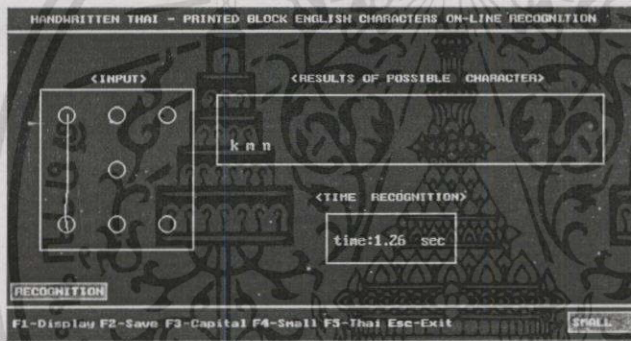 HANDWRITTEN THAI - PRINTED BLOCK ENGLISH CHARACTERS ON-LINE RECOGNITION
<INPUT>
<RESULTS OF POSSIBLE CHARACTER>
k m n
<TIME RECOGNITION>
time:1.26 sec
RECOGNITION
F1-Display F2-Save F3-Capital F4-Small F5-Thai Esc-Exit
SMALL